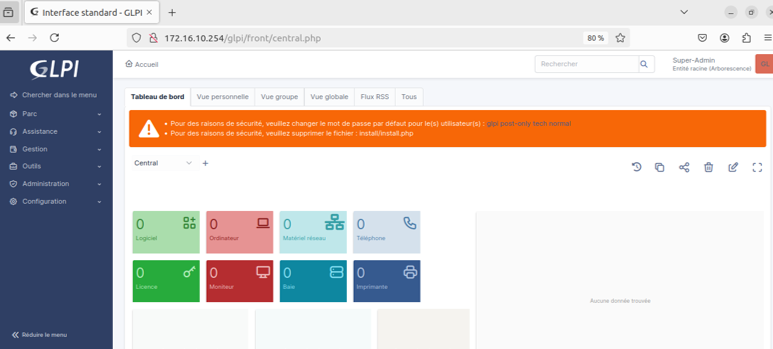 Interface standard - GLPI
172.16.10.254/glpi/front/central.php
80 %
GLPI
Accueil
Rechercher
Super-Admin
Entité racine (Arborescence)
GL
Chercher dans le menu
Parc
Assistance
Gestion
Outils
Administration
Configuration
Réduire le menu
Tableau de bord
Vue personnelle
Vue groupe
Vue globale
Flux RSS
Tous
Pour des raisons de sécurité, veuillez changer le mot de passe par défaut pour le(s) utilisateur(s) : glpi post-only tech normal
Pour des raisons de sécurité, veuillez supprimer le fichier : install/install.php
Central
0
Logiciel
0
Ordinateur
0
Matériel réseau
0
Téléphone
0
Licence
0
Moniteur
0
Baie
0
Imprimante
Aucune donnée trouvée